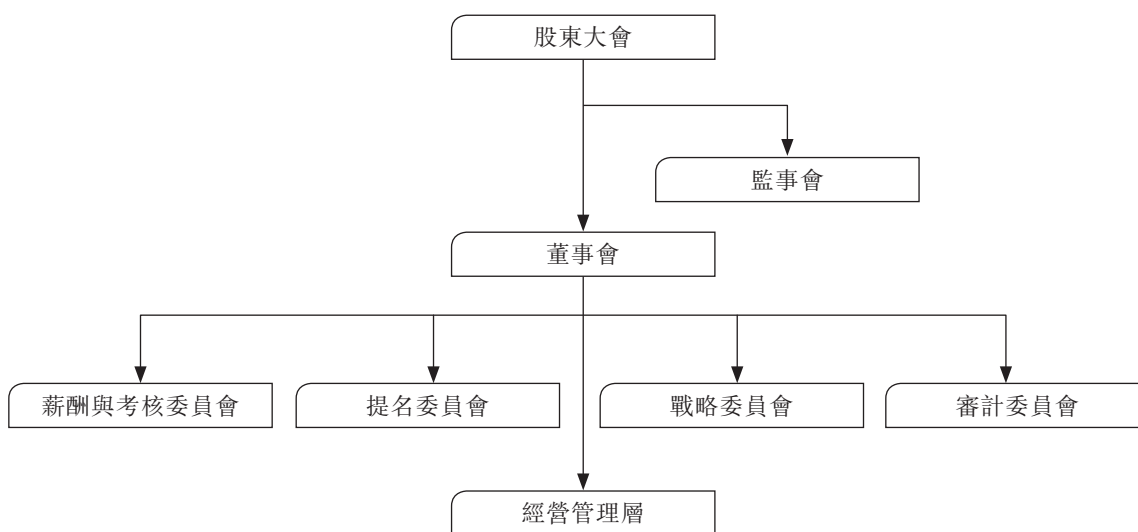 股東大會
監事會
董事會
薪酬與考核委員會
提名委員會
戰略委員會
審計委員會
經營管理層